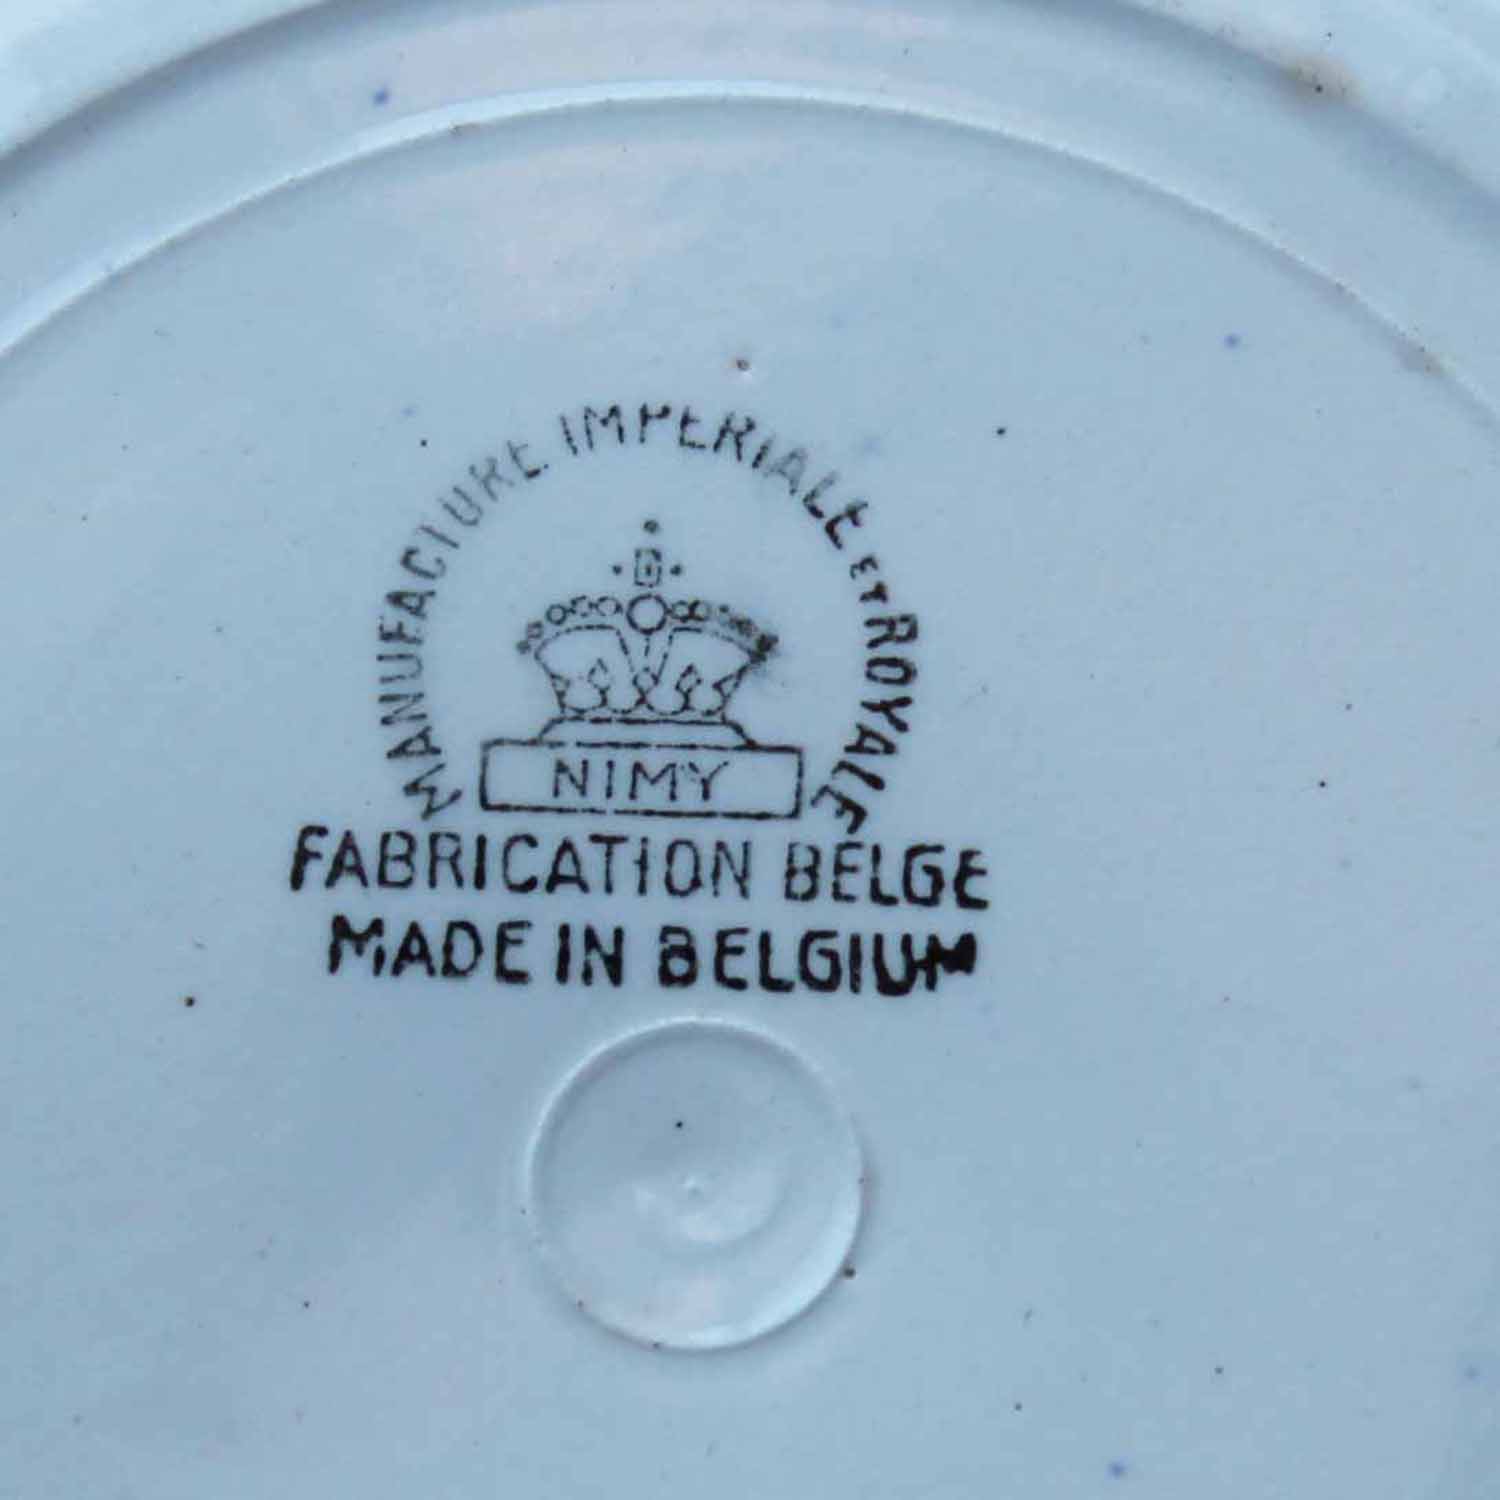 MANUFACTURE IMPERIALE ET ROYALE
NIMY
FABRICATION BELGE
MADE IN BELGIUM